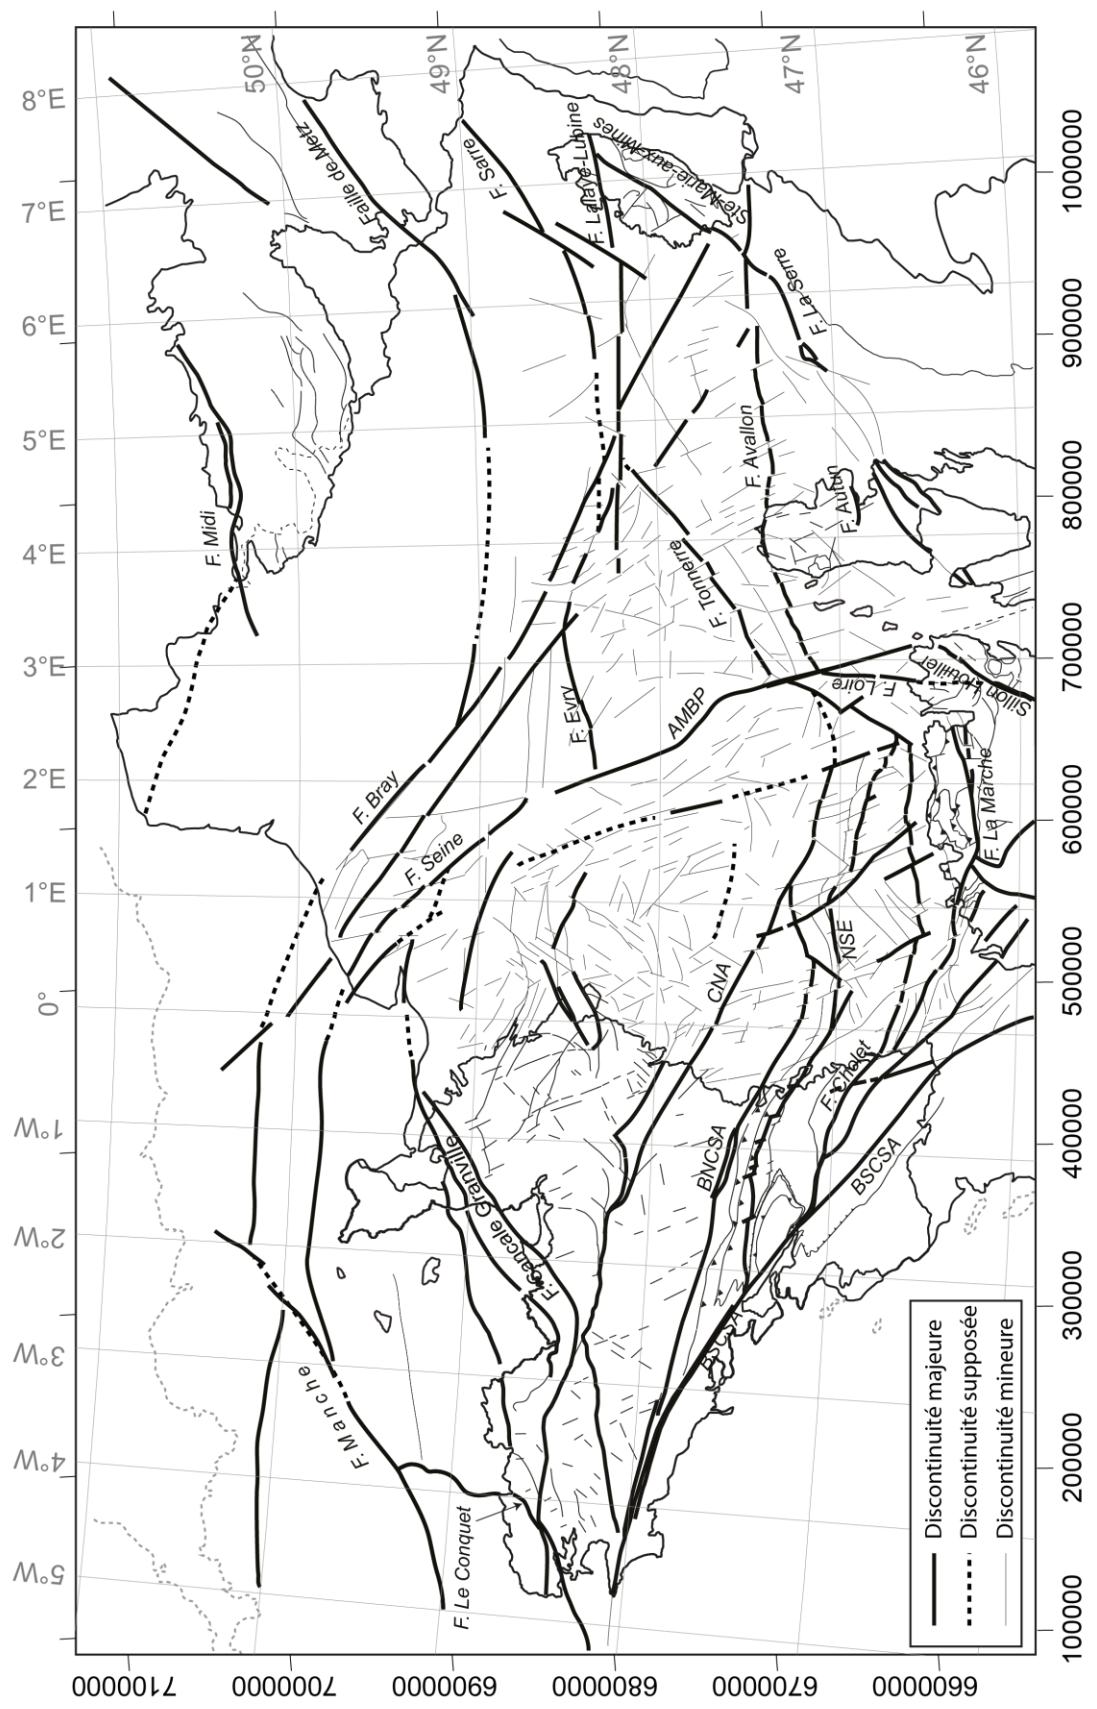 8°E
7°E
6°E
5°E
4°E
3°E
2°E
1°E
0°
1°W
2°W
3°W
4°W
5°W
50°N
49°N
48°N
47°N
46°N
1000000
900000
800000
700000
600000
500000
400000
300000
200000
100000
7100000
7000000
6900000
6800000
6700000
6600000
Faille de Metz
F. Sarre
F. Lalaye-Lubine
Ste-Marie-aux-Mines
F. La Serre
F. Midi
F. Avallon
F. Autun
F. Tonnerre
F. Evry
AMBP
F. Loire
Sillon Houiller
F. Bray
F. Seine
F. La Marche
NSE
CNA
F. Cholet
BNCSA
BSCSA
BSCSA
F. Cancale Granville
F. Manche
F. Le Conquet
Discontinuité majeure
Discontinuité supposée
Discontinuité mineure